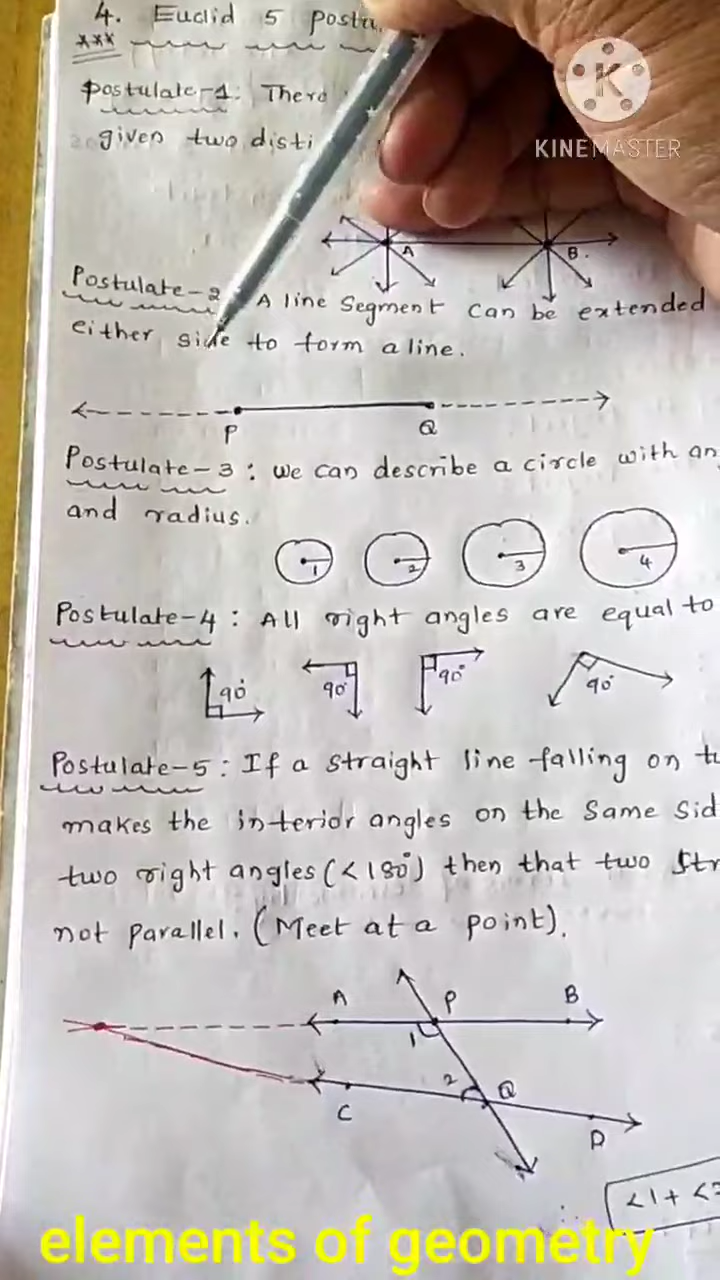 4. Euclid 5
***
Postulate-1: There
given two disti
A B.
Postulate-2 A line Segment can be extended
either side to form a line.
P Q
Postulate-3: we can describe a circle with an
and radius.
1 2 3 4
Postulate-4: All right angles are equal to
90° 90° 90° 90°
Postulate-5: If a straight line falling on
makes the interior angles on the same sid
two right angles (<180°) then that two str
not parallel. (Meet at a point).
A P B
1
2 Q
C D
∴ <1+<2
K
KINEMASTER
elements of geometry